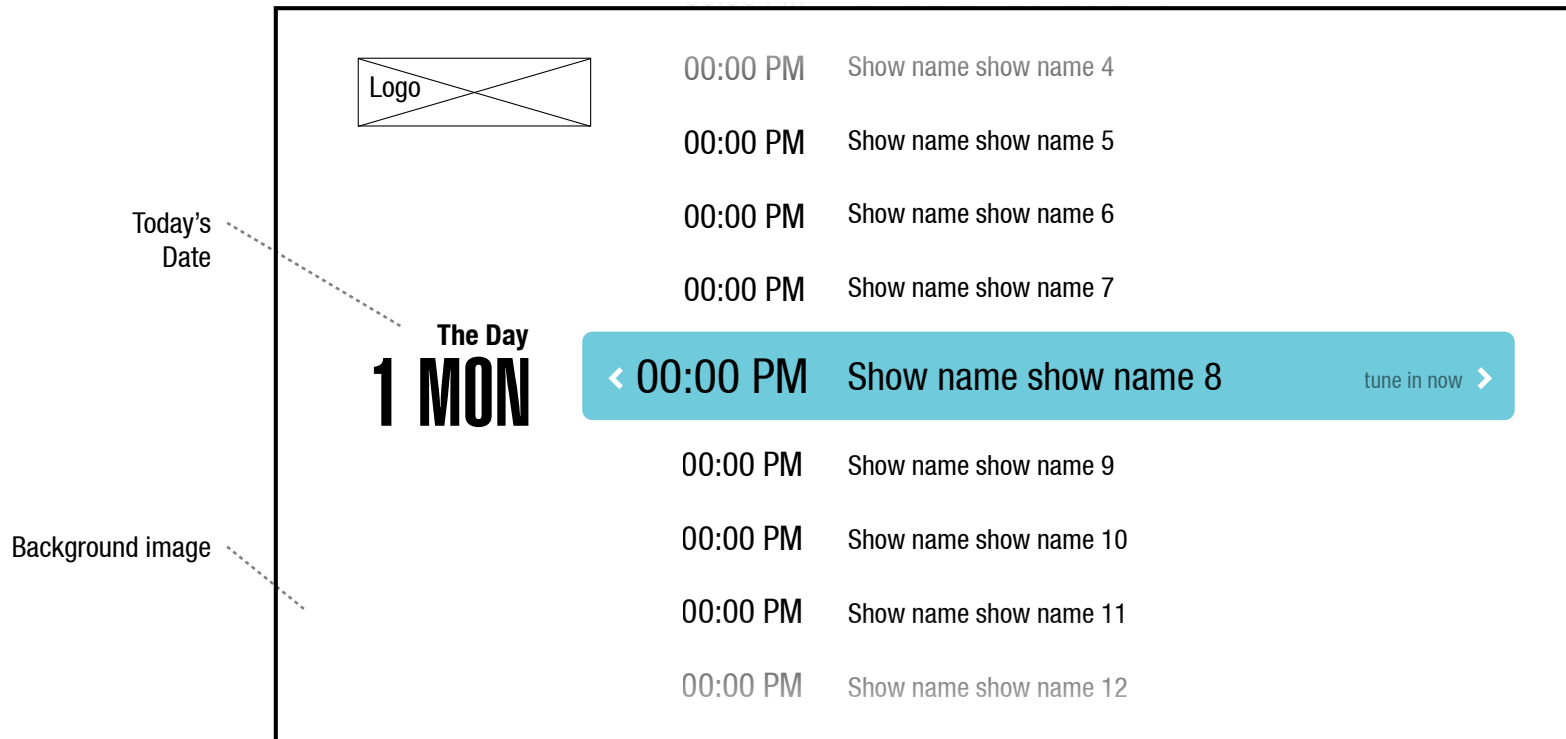 Logo
00:00 PM Show name show name 4
00:00 PM Show name show name 5
00:00 PM Show name show name 6
00:00 PM Show name show name 7
Today’s
Date
The Day
1 MON
00:00 PM Show name show name 8 tune in now
00:00 PM Show name show name 9
Background image
00:00 PM Show name show name 10
00:00 PM Show name show name 11
00:00 PM Show name show name 12